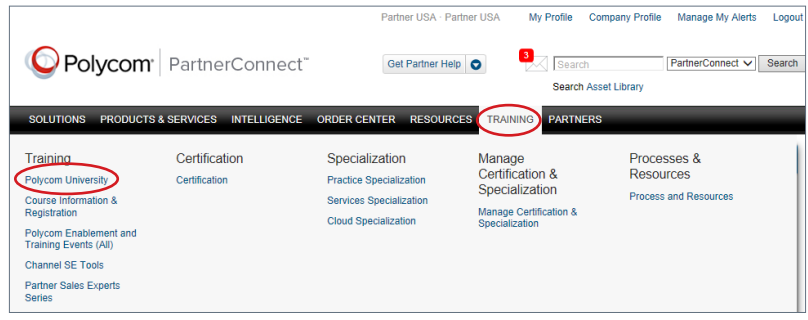 Partner USA · Partner USA My Profile Company Profile Manage My Alerts Logout
Polycom® PartnerConnect™ Get Partner Help 3 Search PartnerConnect Search
Search Asset Library
SOLUTIONS PRODUCTS & SERVICES INTELLIGENCE ORDER CENTER RESOURCES TRAINING PARTNERS
Training
Polycom University
Course Information &
Registration
Polycom Enablement and
Training Events (All)
Channel SE Tools
Partner Sales Experts
Series
Certification
Certification
Specialization
Practice Specialization
Services Specialization
Cloud Specialization
Manage
Certification &
Specialization
Manage Certification &
Specialization
Processes &
Resources
Process and Resources